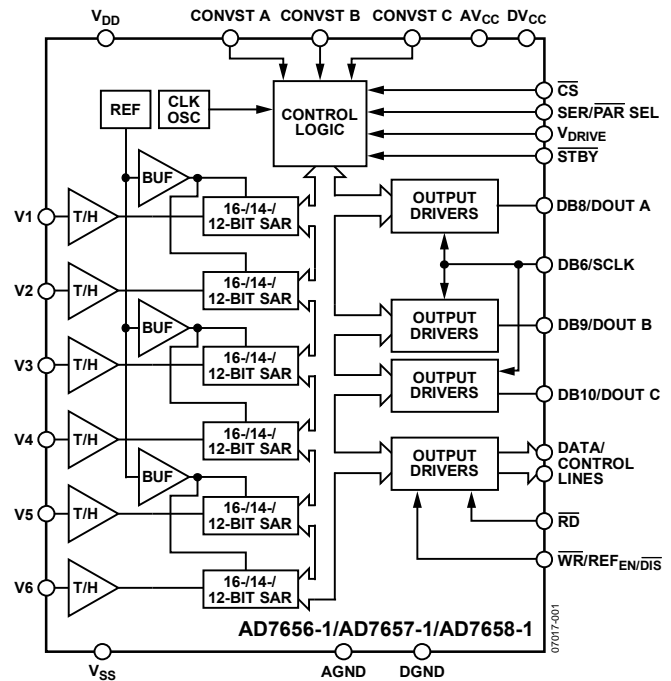 VDD
CONVST A
CONVST B
CONVST C
AVCC
DVCC
REF
CLK
OSC
CONTROL
LOGIC
CS
SER/PAR SEL
VDRIVE
STBY
BUF
V1
T/H
16-/14-/
12-BIT SAR
OUTPUT
DRIVERS
DB8/DOUT A
V2
T/H
16-/14-/
12-BIT SAR
DB6/SCLK
BUF
OUTPUT
DRIVERS
DB9/DOUT B
V3
T/H
16-/14-/
12-BIT SAR
OUTPUT
DRIVERS
DB10/DOUT C
V4
T/H
16-/14-/
12-BIT SAR
OUTPUT
DRIVERS
DATA/
CONTROL
LINES
BUF
V5
T/H
16-/14-/
12-BIT SAR
RD
WR/REFEN/DIS
V6
T/H
16-/14-/
12-BIT SAR
AD7656-1/AD7657-1/AD7658-1
07017-001
VSS
AGND
DGND